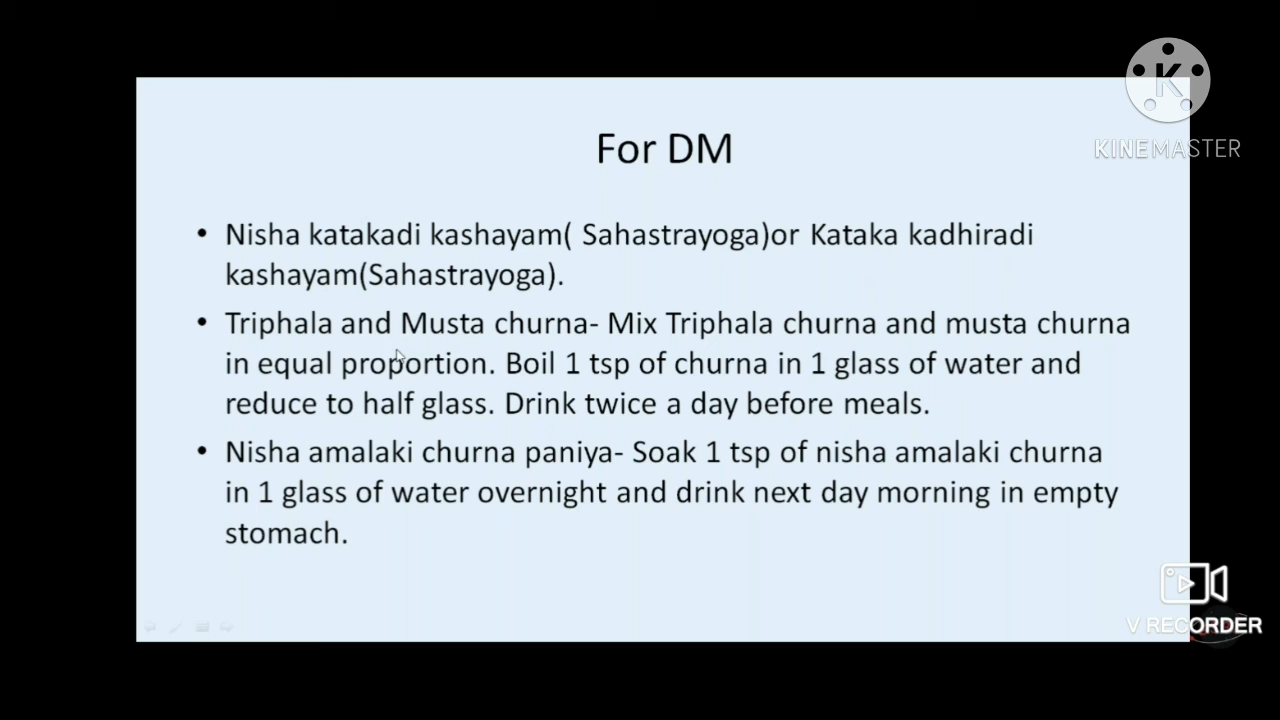 For DM
• Nisha katakadi kashayam( Sahastrayoga)or Kataka kadhiradi
kashayam(Sahastrayoga).
• Triphala and Musta churna- Mix Triphala churna and musta churna
in equal proportion. Boil 1 tsp of churna in 1 glass of water and
reduce to half glass. Drink twice a day before meals.
• Nisha amalaki churna paniya- Soak 1 tsp of nisha amalaki churna
in 1 glass of water overnight and drink next day morning in empty
stomach.
K
KINEMASTER
V RECORDER